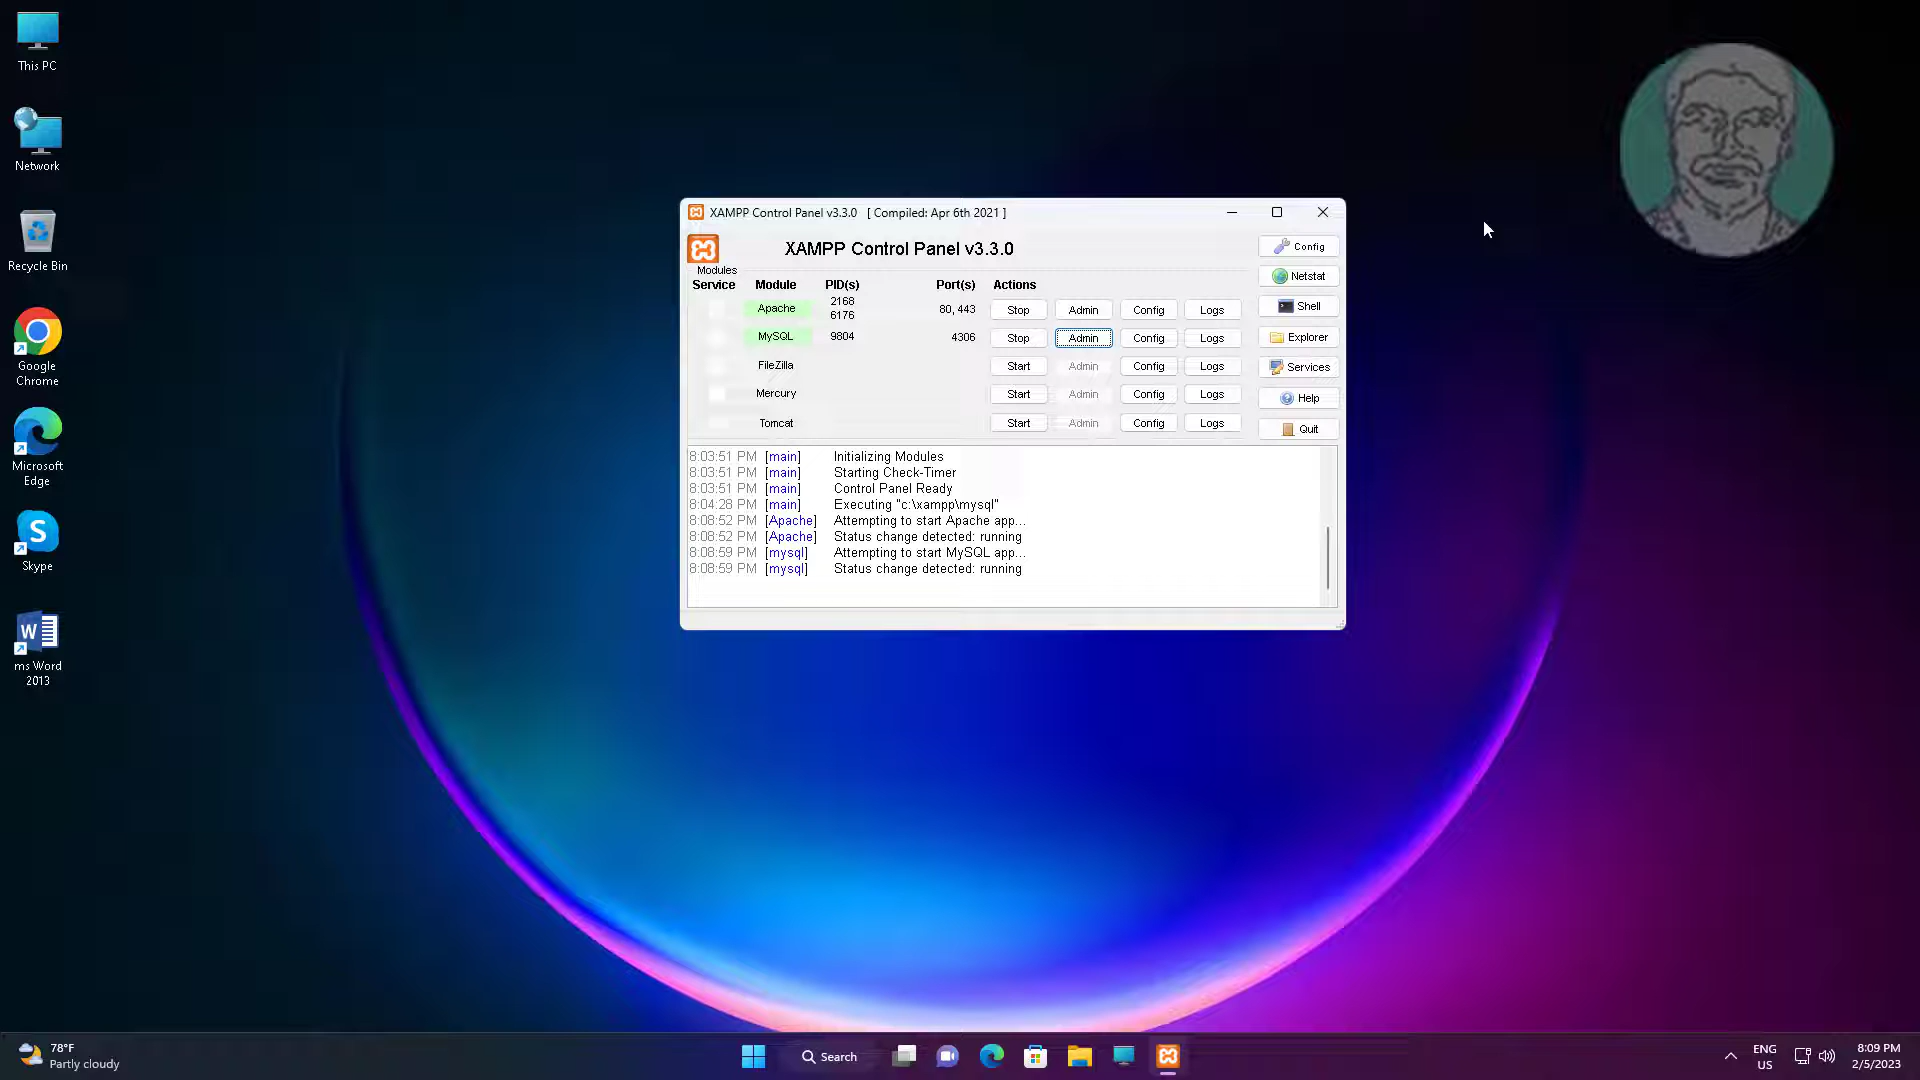 This PC
Network
Recycle Bin
Google
Chrome
Microsoft
Edge
Skype
ms Word
2013
XAMPP Control Panel v3.3.0 [ Compiled: Apr 6th 2021 ]
XAMPP Control Panel v3.3.0
Config
Modules
Service Module PID(s) Port(s) Actions
Netstat
Apache 2168 6176 80, 443 Stop Admin Config Logs
Shell
MySQL 9804 4306 Stop Admin Config Logs
Explorer
FileZilla Start Admin Config Logs
Services
Mercury Start Admin Config Logs
Help
Tomcat Start Admin Config Logs
Quit
8:03:51 PM [main] Initializing Modules
8:03:51 PM [main] Starting Check-Timer
8:03:51 PM [main] Control Panel Ready
8:04:28 PM [main] Executing "c:\xampp\mysql"
8:08:52 PM [Apache] Attempting to start Apache app...
8:08:52 PM [Apache] Status change detected: running
8:08:59 PM [mysql] Attempting to start MySQL app...
8:08:59 PM [mysql] Status change detected: running
78°F
Partly cloudy
Search
ENG
US
8:09 PM
2/5/2023